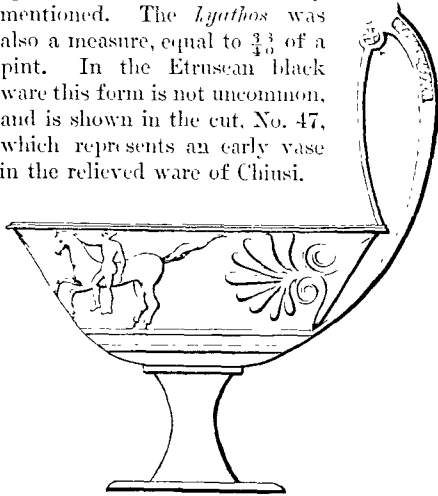 mentioned. The kyathos was
also a measure, equal to 33/40 of a
pint. In the Etruscan black
ware this form is not uncommon,
and is shown in the cut, No. 47,
which represents an early vase
in the relieved ware of Chiusi.